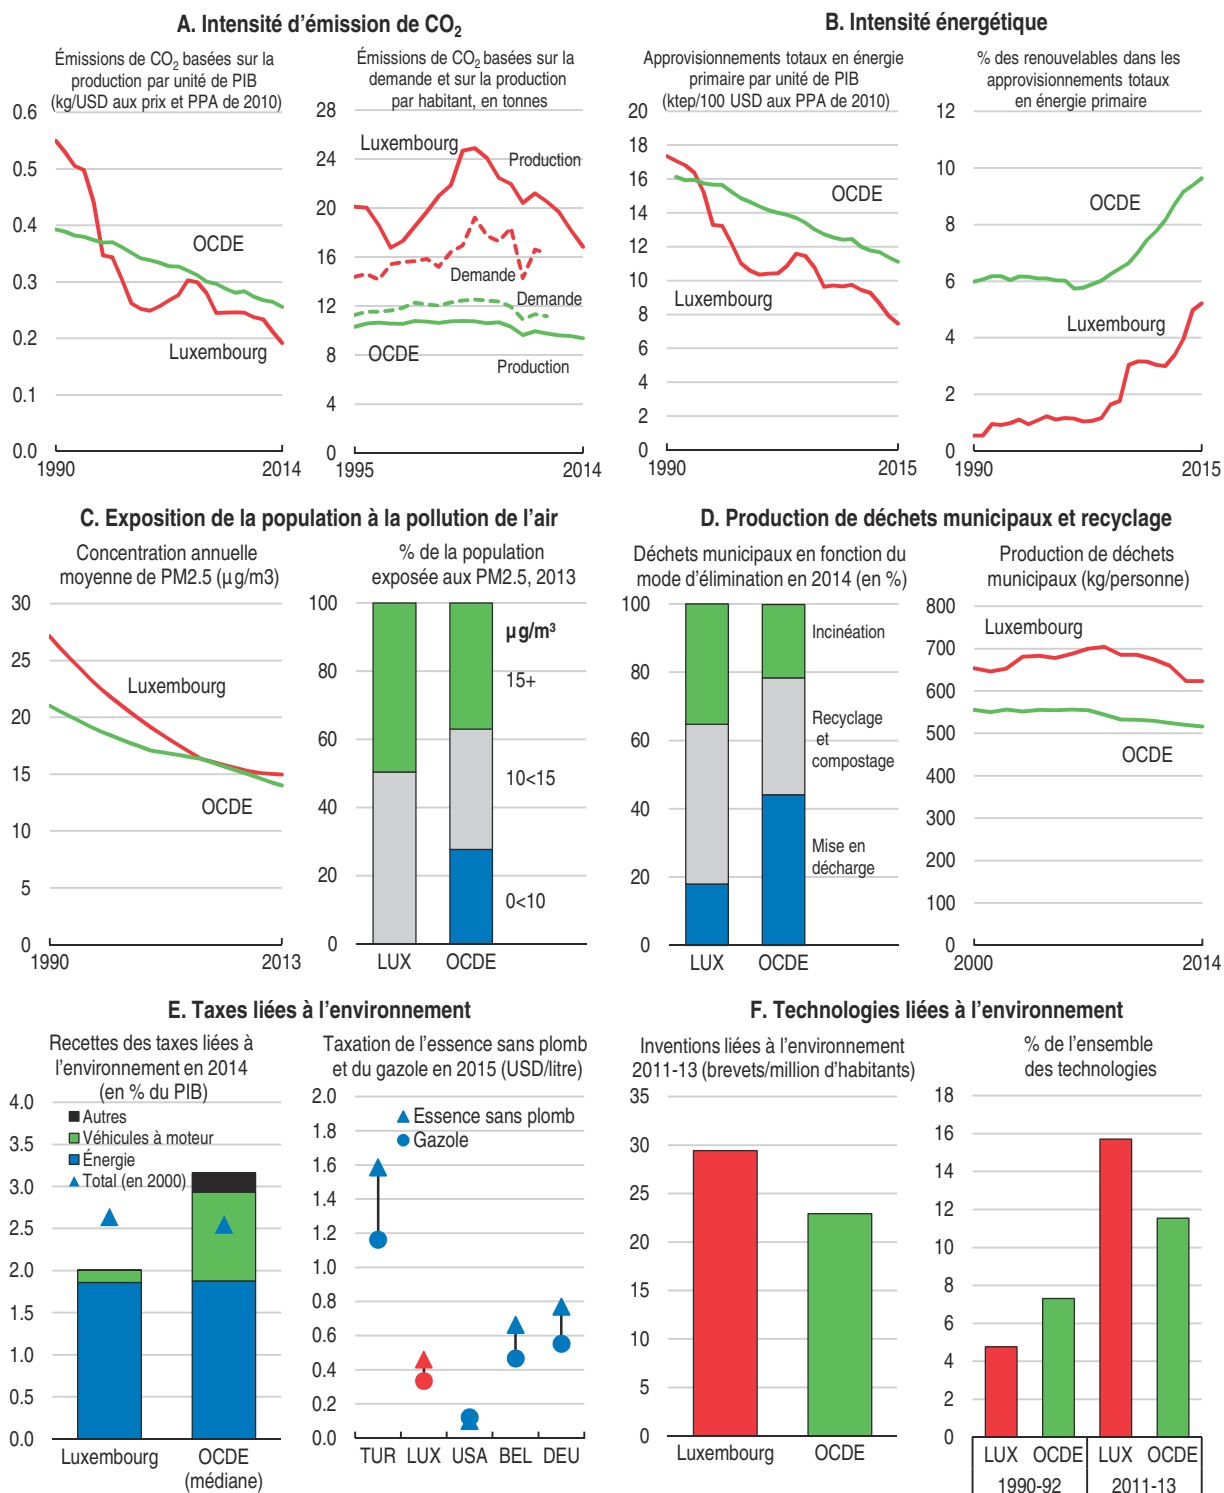 A. Intensité d'émission de CO₂
Émissions de CO₂ basées sur la
production par unité de PIB
(kg/USD aux prix et PPA de 2010)
0.6
0.5
0.4
0.3
0.2
0.1
0.0
OCDE
Luxembourg
1990
2014
Émissions de CO₂ basées sur la
demande et sur la production
par habitant, en tonnes
28
24
20
16
12
8
4
0
Luxembourg
Production
Demande
Demande
OCDE
Production
1995
2014
B. Intensité énergétique
Approvisionnements totaux en énergie
primaire par unité de PIB
(ktep/100 USD aux PPA de 2010)
20
18
16
14
12
10
8
6
4
2
0
OCDE
Luxembourg
1990
2015
% des renouvelables dans les
approvisionnements totaux
en énergie primaire
12
10
8
6
4
2
0
OCDE
Luxembourg
1990
2015
C. Exposition de la population à la pollution de l'air
Concentration annuelle
moyenne de PM2.5 (µg/m3)
30
25
20
15
10
5
0
Luxembourg
OCDE
1990
2013
% de la population
exposée aux PM2.5, 2013
100
80
60
40
20
0
µg/m³
15+
10<15
0<10
LUX
OCDE
D. Production de déchets municipaux et recyclage
Déchets municipaux en fonction du
mode d'élimination en 2014 (en %)
100
80
60
40
20
0
Incinéation
Recyclage
et
compostage
Mise en
décharge
LUX
OCDE
Production de déchets
municipaux (kg/personne)
800
700
600
500
400
300
200
100
0
Luxembourg
OCDE
2000
2014
E. Taxes liées à l'environnement
Recettes des taxes liées à
l'environnement en 2014
(en % du PIB)
4.0
3.5
3.0
2.5
2.0
1.5
1.0
0.5
0.0
Autres
Véhicules à moteur
Énergie
Total (en 2000)
Luxembourg
OCDE
(médiane)
Taxation de l'essence sans plomb
et du gazole en 2015 (USD/litre)
2.0
1.8
1.6
1.4
1.2
1.0
0.8
0.6
0.4
0.2
0.0
Essence sans plomb
Gazole
TUR
LUX
USA
BEL
DEU
F. Technologies liées à l'environnement
Inventions liées à l'environnement
2011-13 (brevets/million d'habitants)
35
30
25
20
15
10
5
0
Luxembourg
OCDE
% de l'ensemble
des technologies
18
16
14
12
10
8
6
4
2
0
LUX
OCDE
LUX
OCDE
1990-92
2011-13